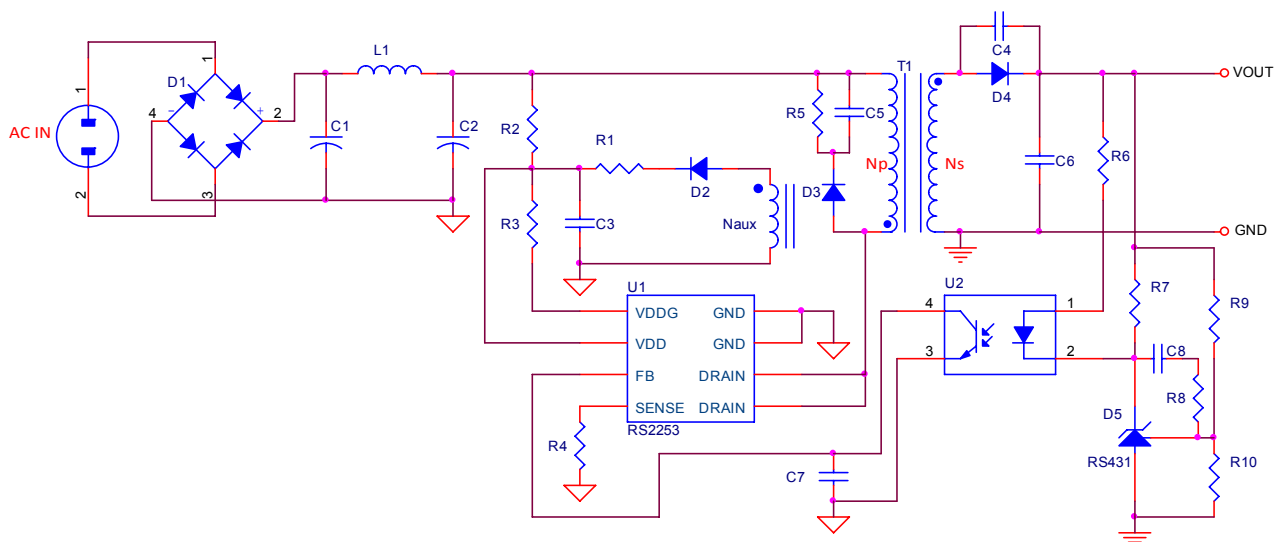 C4
L1
T1
1
D1
1
D4
VOUT
4
-
+
2
R5
C5
AC IN
C1
R2
C2
R1
C6
R6
Np
Ns
2
3
D2
D3
R3
C3
Naux
GND
U1
U2
VDDG
GND
4
1
R7
R9
VDD
GND
3
2
C8
FB
DRAIN
R8
SENSE
DRAIN
D5
R4
RS2253
RS431
R10
C7